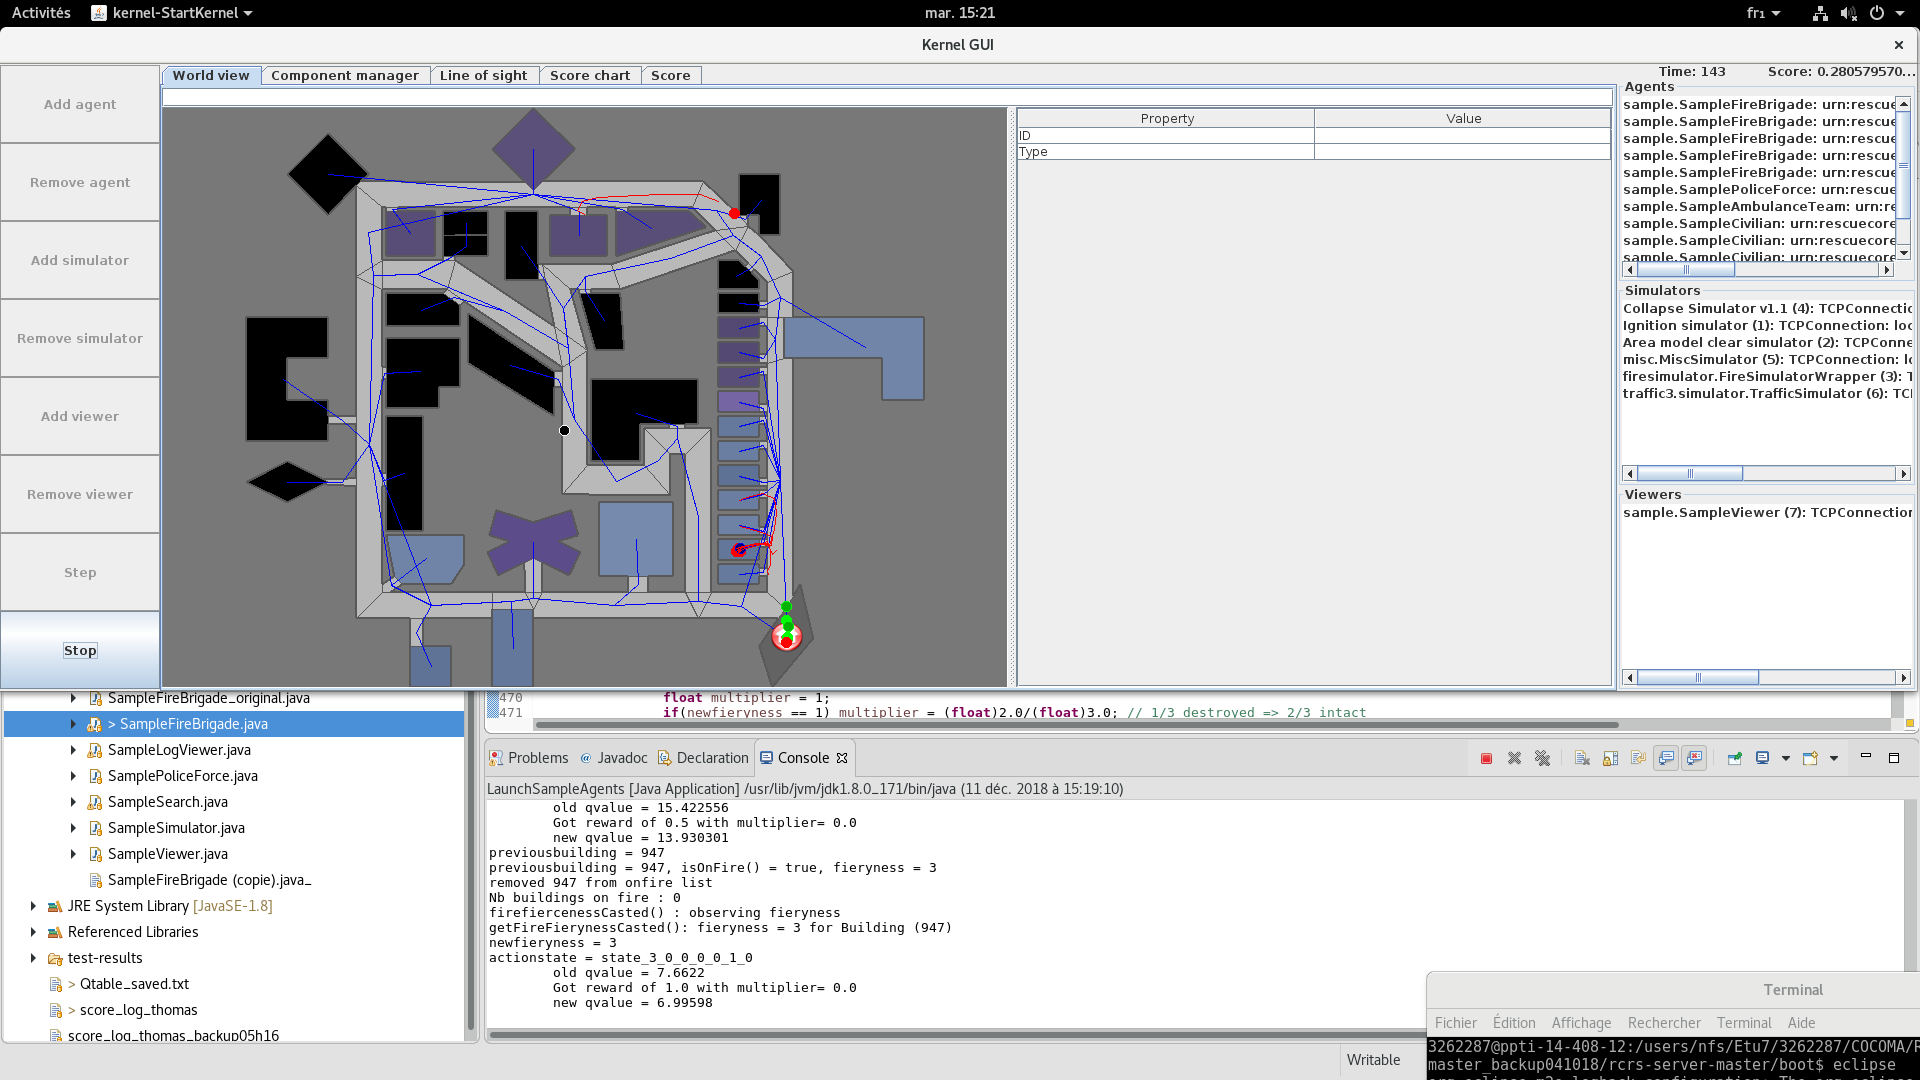 Activités
kernel-StartKernel
mar. 15:21
fr1
Kernel GUI
Add agent
Remove agent
Add simulator
Remove simulator
Add viewer
Remove viewer
Step
Stop
World view
Component manager
Line of sight
Score chart
Score
Time: 143
Score: 0.280579570...
Property
Value
ID
Type
Agents
sample.SampleFireBrigade: urn:rescue
sample.SampleFireBrigade: urn:rescue
sample.SampleFireBrigade: urn:rescue
sample.SampleFireBrigade: urn:rescue
sample.SampleFireBrigade: urn:rescue
sample.SamplePoliceForce: urn:rescue
sample.SampleAmbulanceTeam: urn:re
sample.SampleCivilian: urn:rescuecore
sample.SampleCivilian: urn:rescuecore
sample.SampleCivilian: urn:rescuecore
Simulators
Collapse Simulator v1.1 (4): TCPConnectic
Ignition simulator (1): TCPConnection: loc
Area model clear simulator (2): TCPConne
misc.MiscSimulator (5): TCPConnection: lo
firesimulator.FireSimulatorWrapper (3): T
traffic3.simulator.TrafficSimulator (6): TCI
Viewers
sample.SampleViewer (7): TCPConnection
SampleFireBrigade_original.java
> SampleFireBrigade.java
SampleLogViewer.java
SamplePoliceForce.java
SampleSearch.java
SampleSimulator.java
SampleViewer.java
SampleFireBrigade (copie).java_
JRE System Library [JavaSE-1.8]
Referenced Libraries
test-results
> Qtable_saved.txt
> score_log_thomas
score_log_thomas_backup05h16
470 float multiplier = 1;
471 if(newfieryness == 1) multiplier = (float)2.0/(float)3.0; // 1/3 destroyed => 2/3 intact
Problems
@ Javadoc
Declaration
Console
LaunchSampleAgents [Java Application] /usr/lib/jvm/jdk1.8.0_171/bin/java (11 déc. 2018 à 15:19:10)
old qvalue = 15.422556
Got reward of 0.5 with multiplier= 0.0
new qvalue = 13.930301
previousbuilding = 947
previousbuilding = 947, isOnFire() = true, fieryness = 3
removed 947 from onfire list
Nb buildings on fire : 0
firefiercenessCasted() : observing fieryness
getFireFierynessCasted(): fieryness = 3 for Building (947)
newfieryness = 3
actionstate = state_3_0_0_0_0_1_0
old qvalue = 7.6622
Got reward of 1.0 with multiplier= 0.0
new qvalue = 6.99598
Writable
Terminal
Fichier
Édition
Affichage
Rechercher
Terminal
Aide
3262287@ppti-14-408-12:/users/nfs/Etu7/3262287/COCOMA/R
master_backup041018/rcrs-server-master/boot$ eclipse